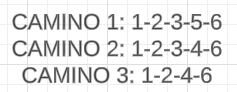 CAMINO 1: 1-2-3-5-6
CAMINO 2: 1-2-3-4-6
CAMINO 3: 1-2-4-6